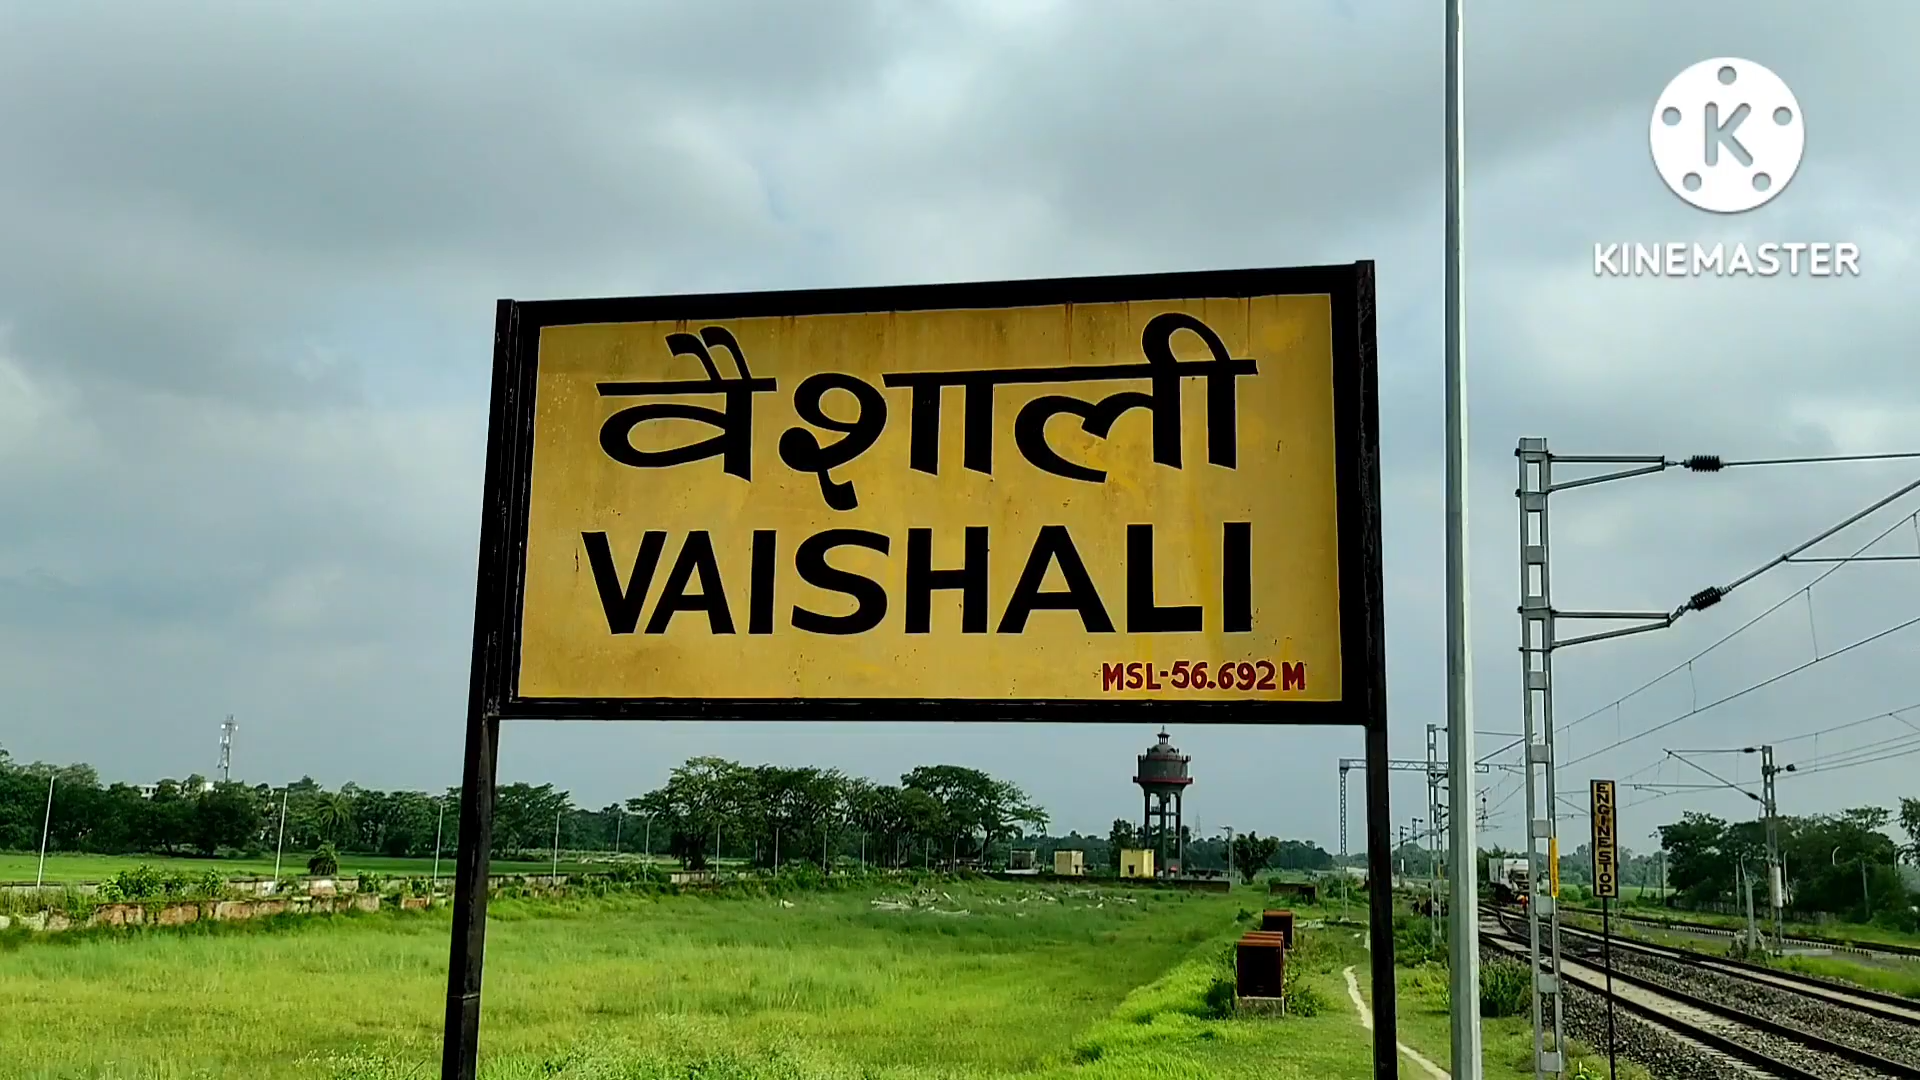 वैशाली
VAISHALI
MSL-56.692 M
ENGINE STOP
K
KINEMASTER